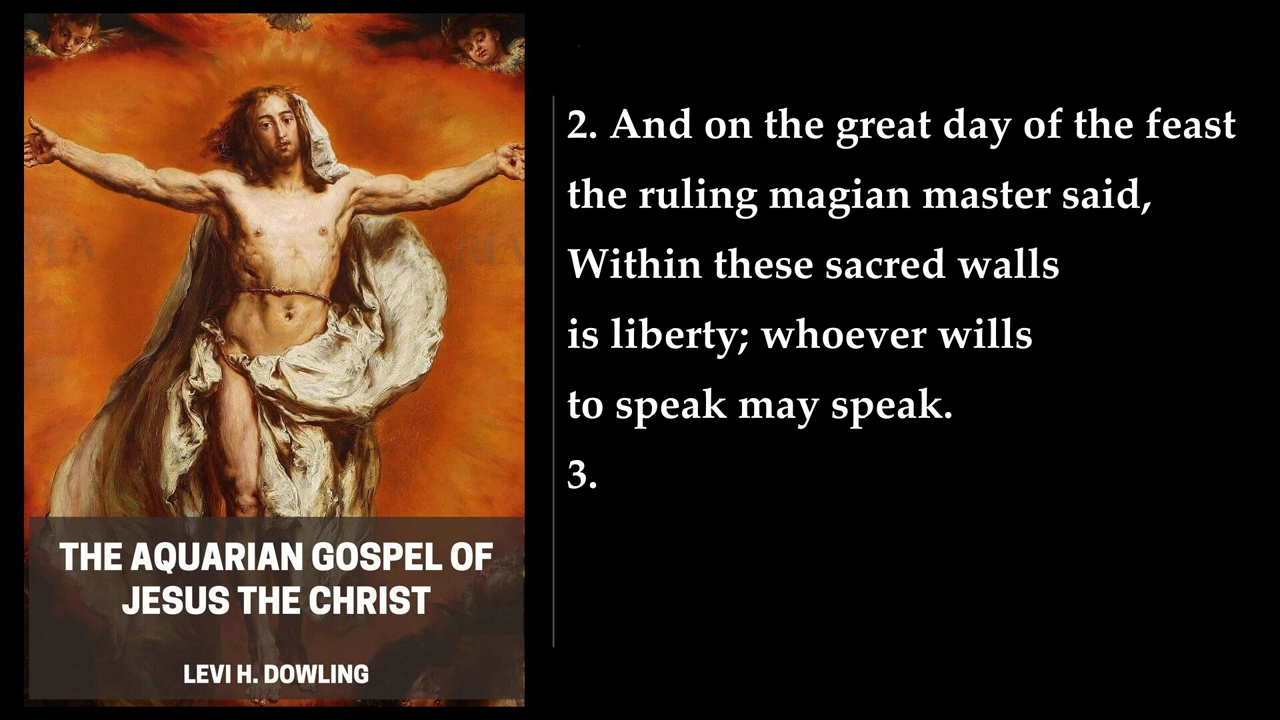 2. And on the great day of the feast
the ruling magian master said,
Within these sacred walls
is liberty; whoever wills
to speak may speak.
3.
THE AQUARIAN GOSPEL OF
JESUS THE CHRIST
LEVI H. DOWLING